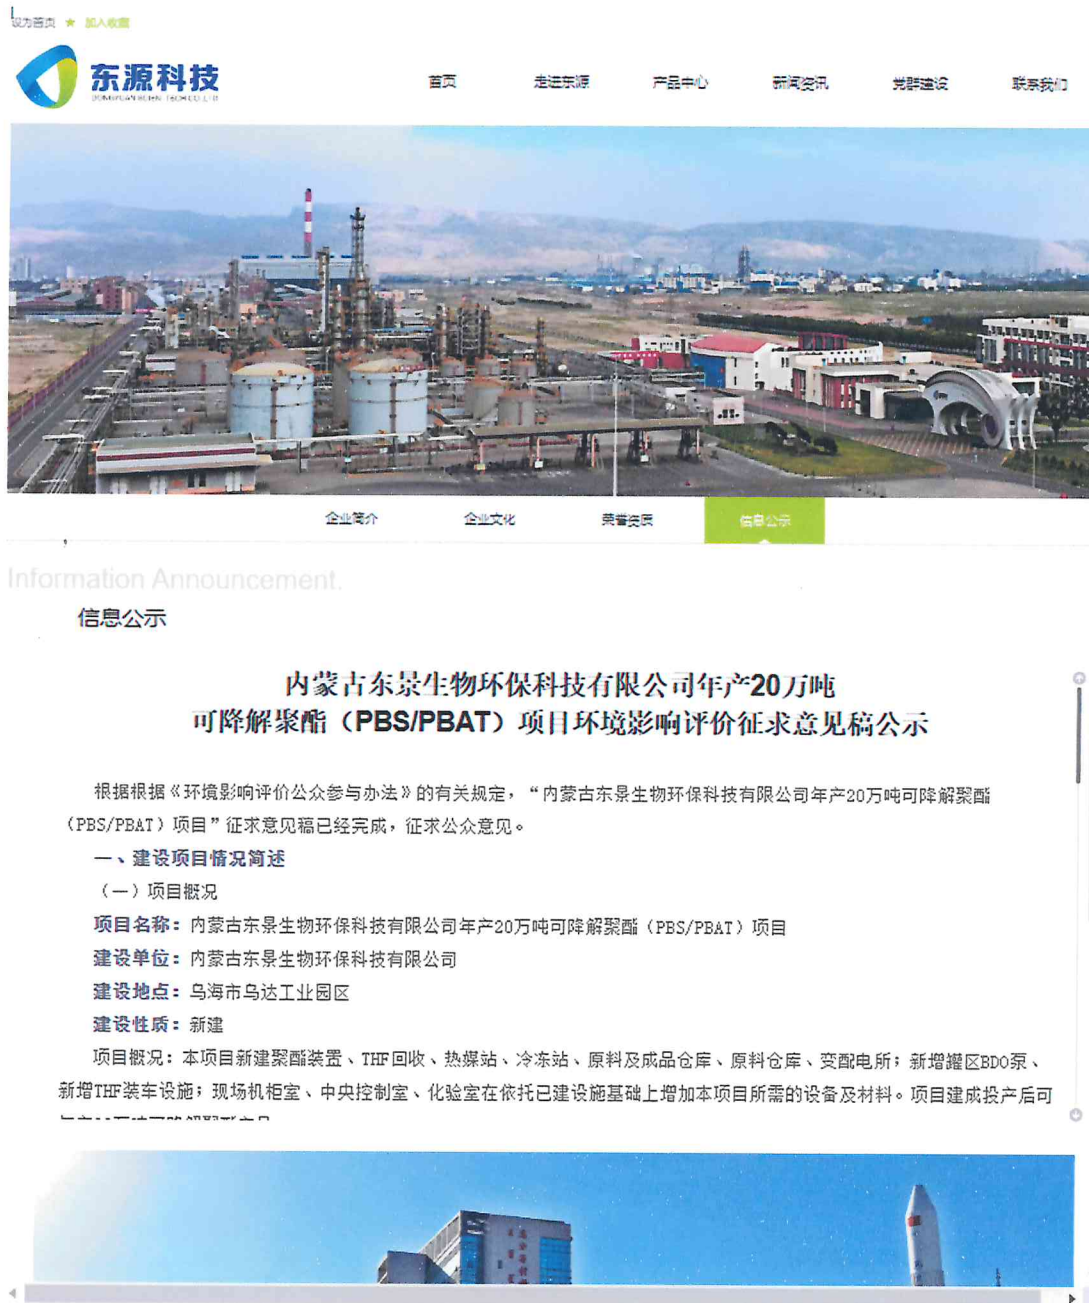 设为首页 ★ 加入收藏
东源科技
首页 走进东源 产品中心 新闻资讯 党群建设 联系我们
企业简介 企业文化 荣誉资质 信息公示
Information Announcement.
信息公示
内蒙古东景生物环保科技有限公司年产20万吨
可降解聚酯（PBS/PBAT）项目环境影响评价征求意见稿公示
根据根据《环境影响评价公众参与办法》的有关规定，“内蒙古东景生物环保科技有限公司年产20万吨可降解聚酯
（PBS/PBAT）项目”征求意见稿已经完成，征求公众意见。
一、建设项目情况简述
（一）项目概况
项目名称：内蒙古东景生物环保科技有限公司年产20万吨可降解聚酯（PBS/PBAT）项目
建设单位：内蒙古东景生物环保科技有限公司
建设地点：乌海市乌达工业园区
建设性质：新建
项目概况：本项目新建聚酯装置、THF回收、热媒站、冷冻站、原料及成品仓库、原料仓库、变配电所；新增罐区BDO泵、
新增THF装车设施；现场机柜室、中央控制室、化验室在依托已建设施基础上增加本项目所需的设备及材料。项目建成投产后可